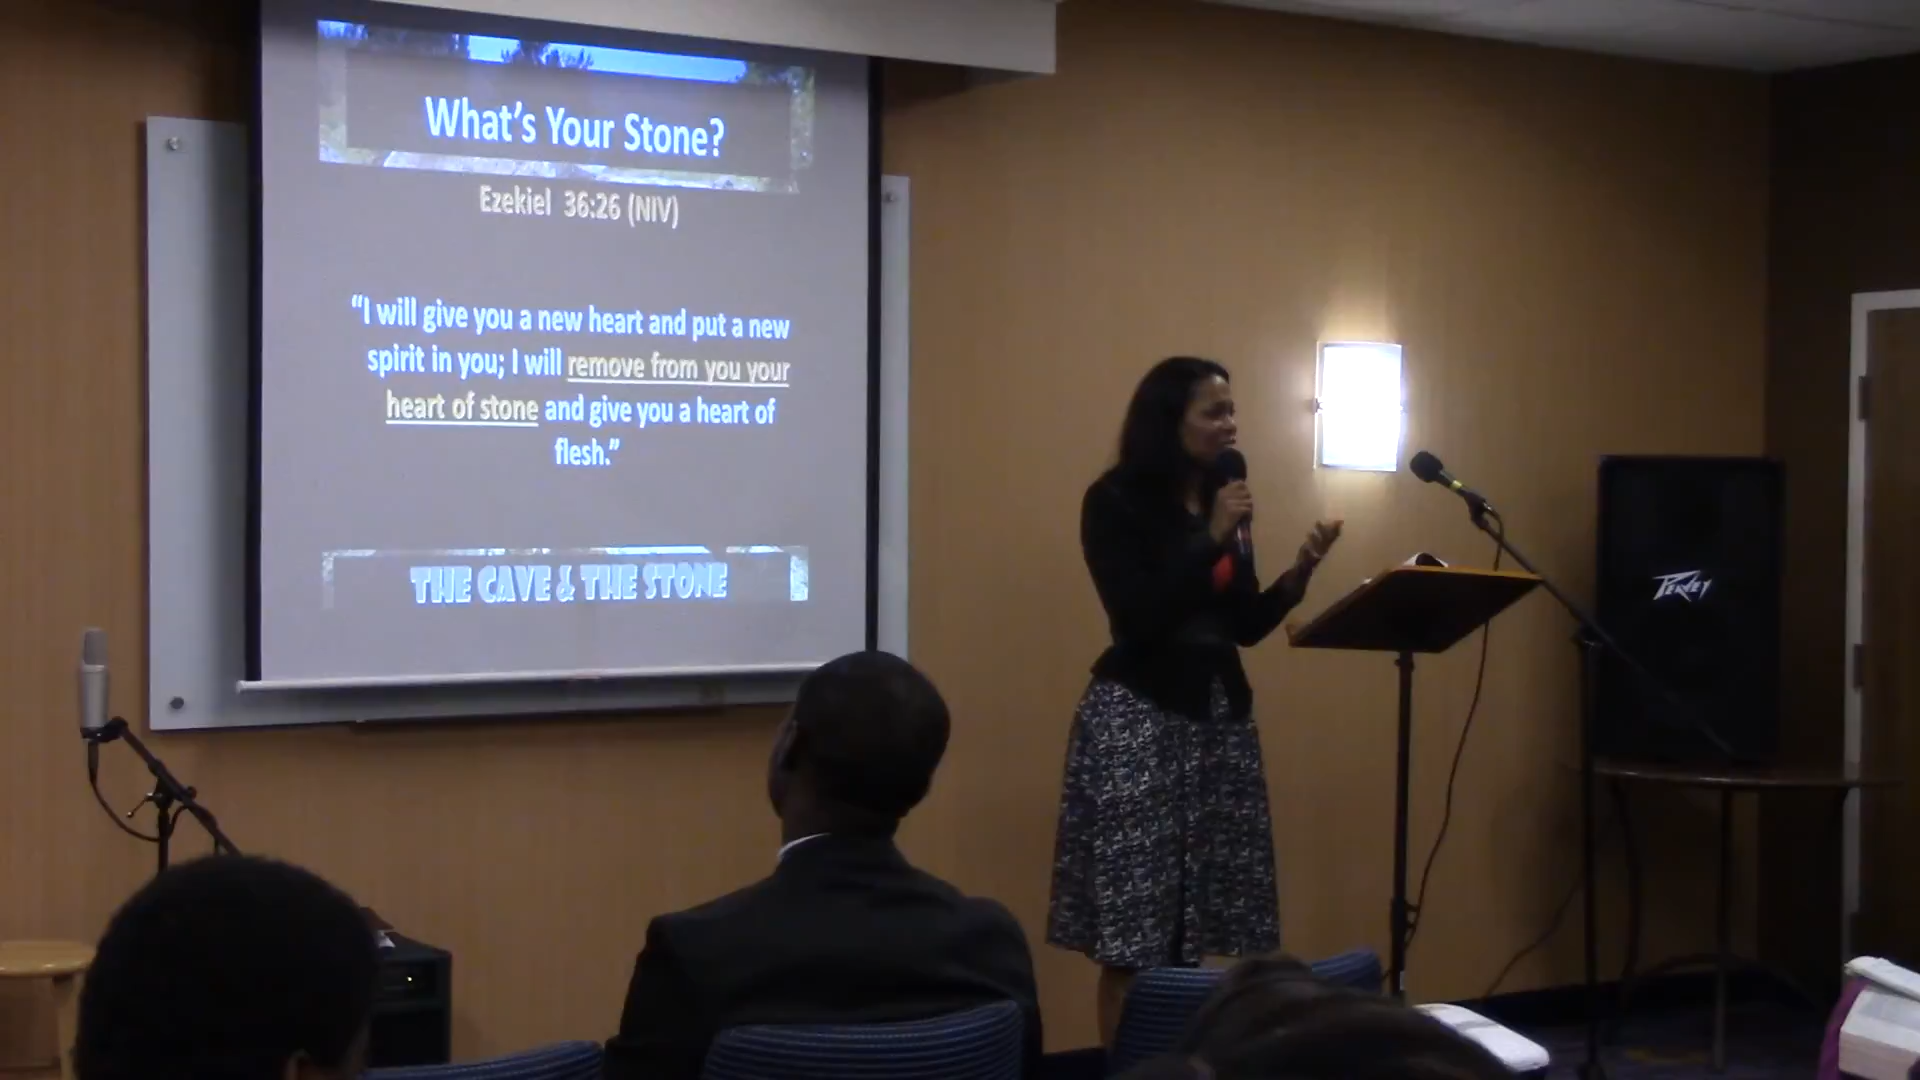 What's Your Stone?
Ezekiel 36:26 (NIV)
“I will give you a new heart and put a new
spirit in you; I will remove from you your
heart of stone and give you a heart of
flesh.”
THE CAVE & THE STONE
PEAVEY